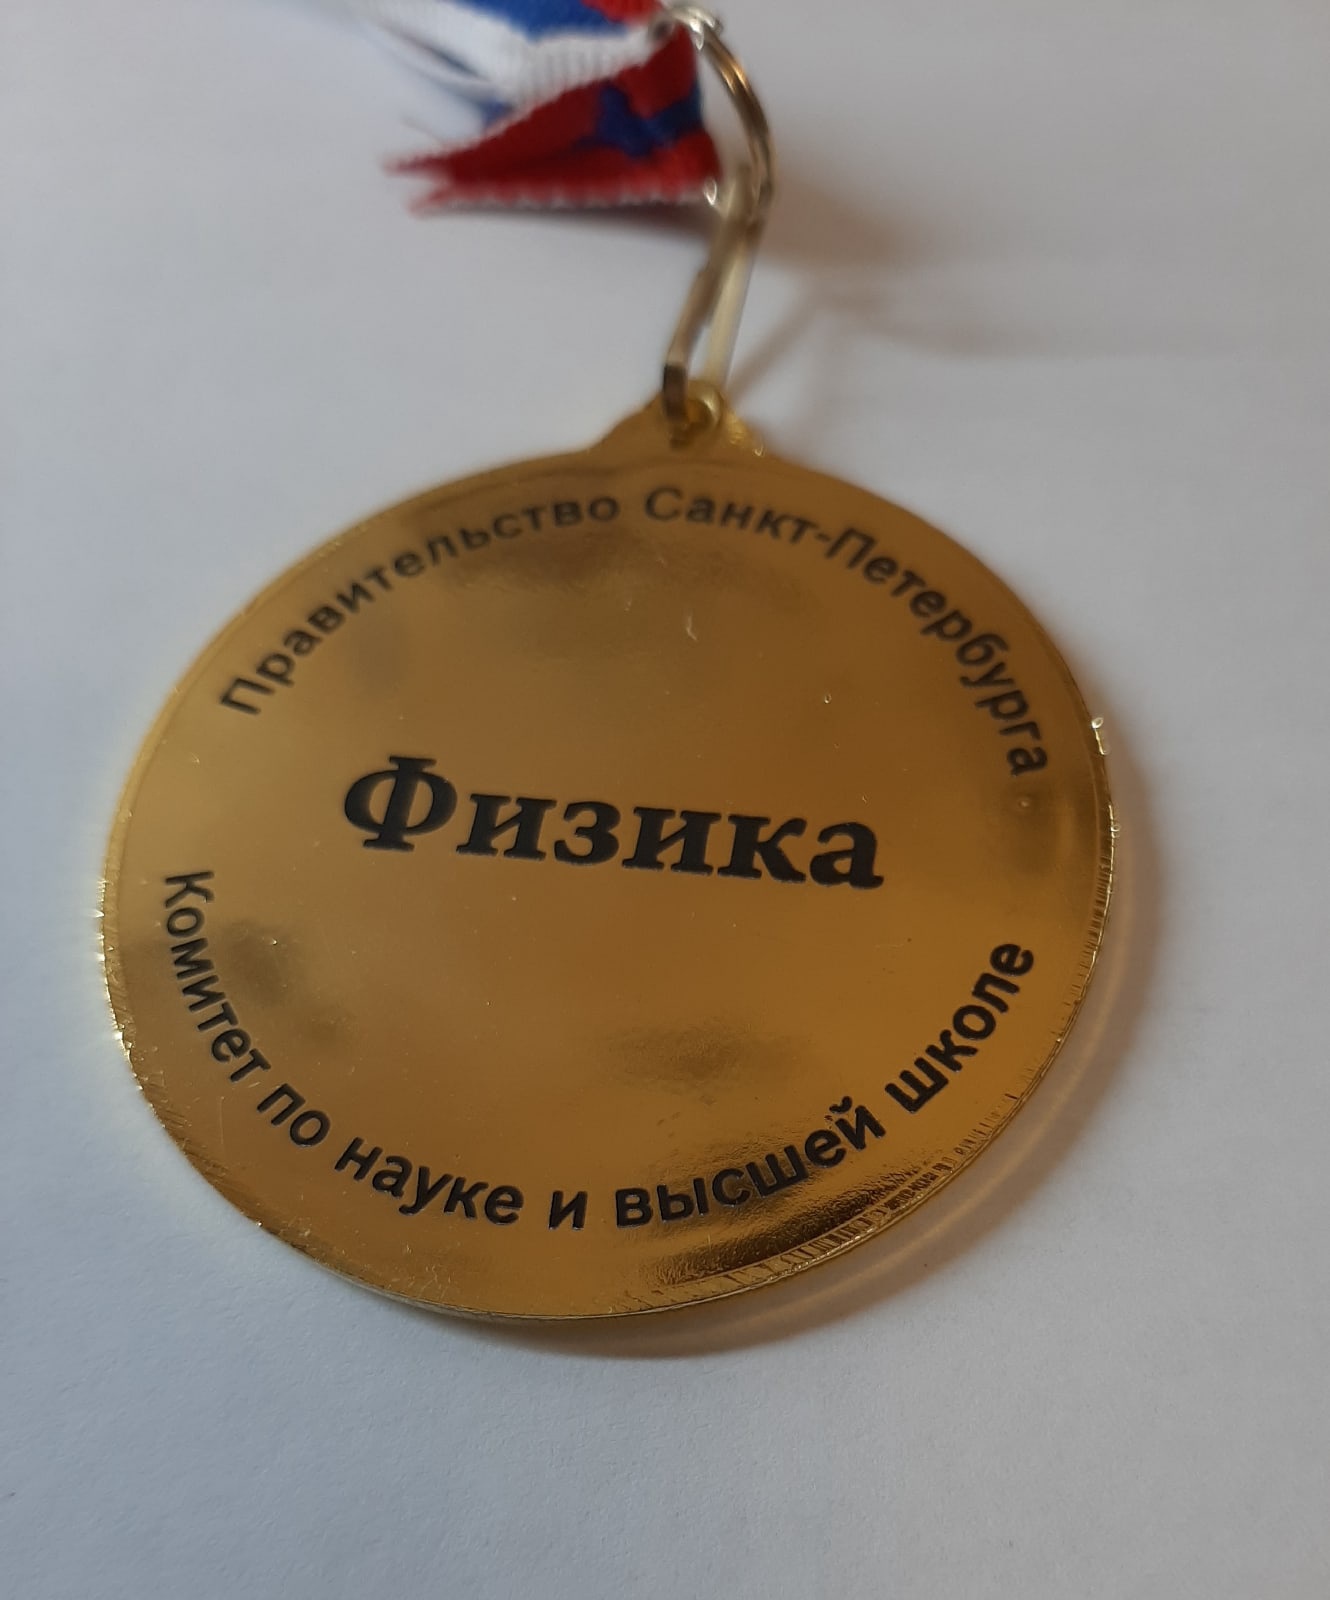 Правительство Санкт-Петербурга
Физика
Комитет по науке и высшей школе